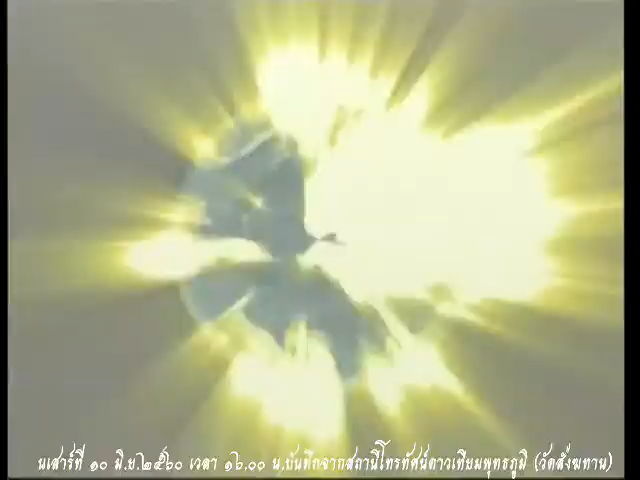 นเสาร์ที่ ๑๐ มิ.ย.๒๕๖๐ เวลา ๑๖.๐๐ น.บันทึกจากสถานีโทรทัศน์ดาวเทียมพุทธภูมิ (วัดสังฆทาน)